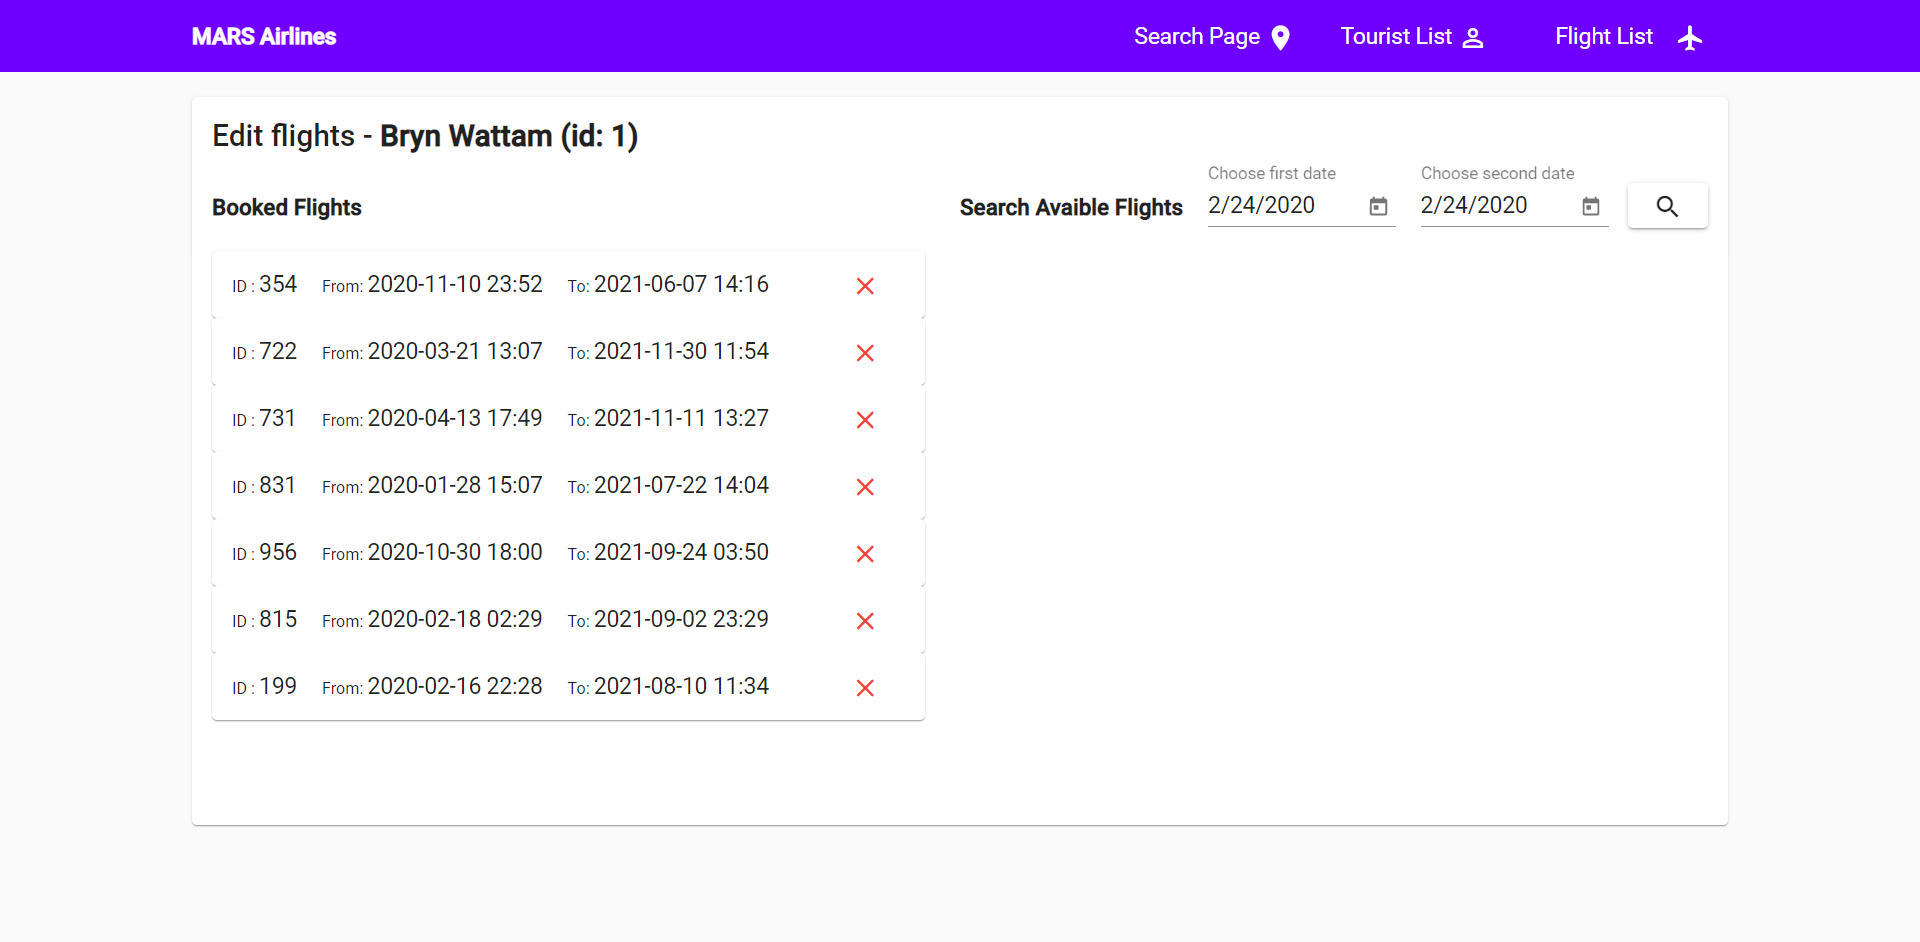 MARS Airlines
Search Page
Tourist List
Flight List
Edit flights - Bryn Wattam (id: 1)
Booked Flights
Search Avaible Flights
Choose first date
2/24/2020
Choose second date
2/24/2020
ID : 354 From: 2020-11-10 23:52 To: 2021-06-07 14:16
ID : 722 From: 2020-03-21 13:07 To: 2021-11-30 11:54
ID : 731 From: 2020-04-13 17:49 To: 2021-11-11 13:27
ID : 831 From: 2020-01-28 15:07 To: 2021-07-22 14:04
ID : 956 From: 2020-10-30 18:00 To: 2021-09-24 03:50
ID : 815 From: 2020-02-18 02:29 To: 2021-09-02 23:29
ID : 199 From: 2020-02-16 22:28 To: 2021-08-10 11:34